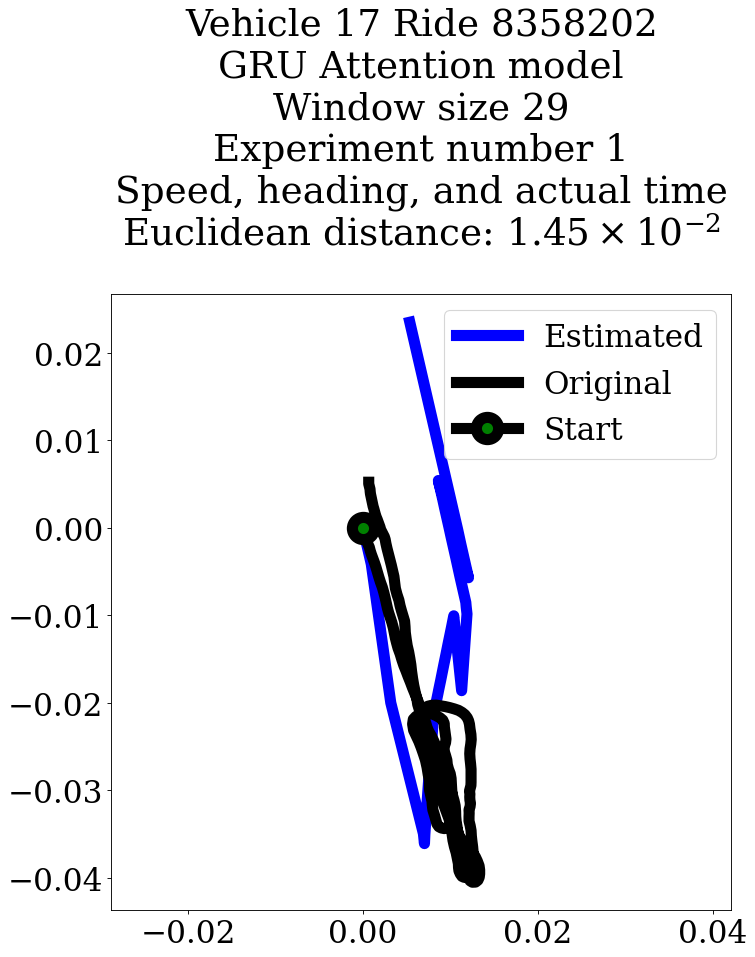 Vehicle 17 Ride 8358202
GRU Attention model
Window size 29
Experiment number 1
Speed, heading, and actual time
Euclidean distance: 1.45 × 10⁻²
Estimated
Original
Start
0.02
0.01
0.00
−0.01
−0.02
−0.03
−0.04
−0.02 0.00 0.02 0.04